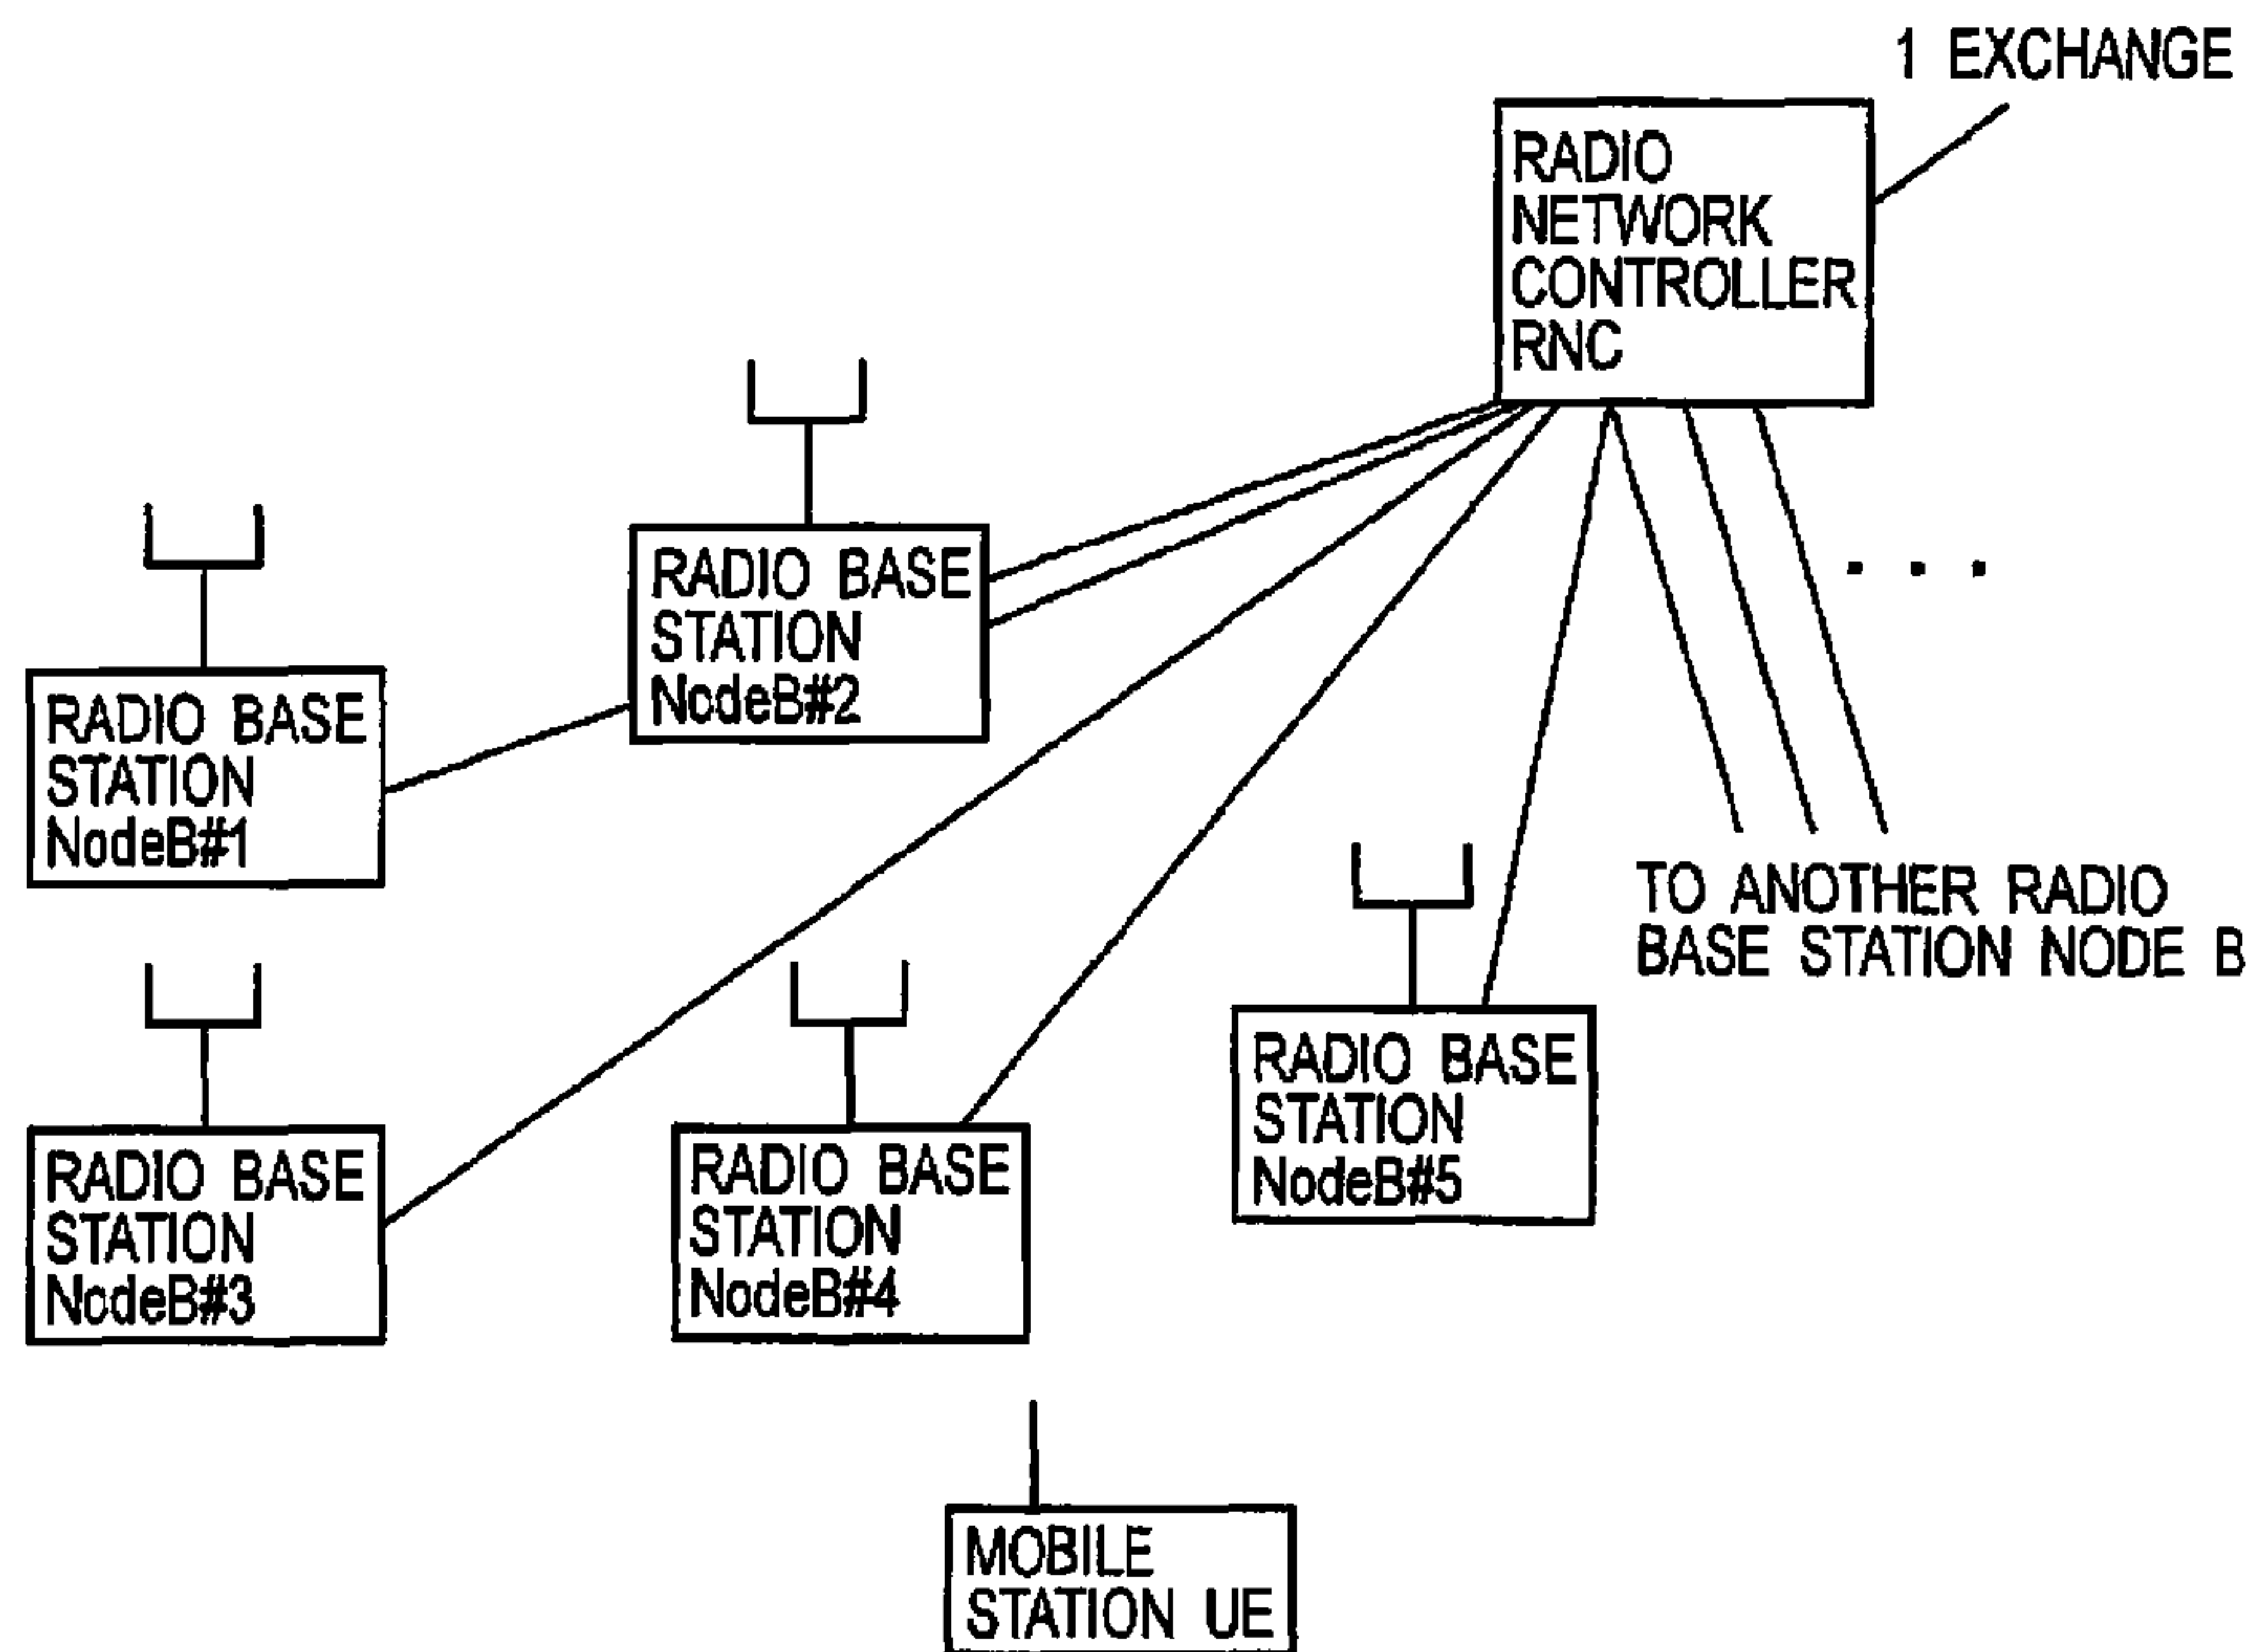 1 EXCHANGE
RADIO
NETWORK
CONTROLLER
RNC
RADIO BASE
STATION
NodeB#2
RADIO BASE
STATION
NodeB#1
TO ANOTHER RADIO
BASE STATION NODE B
RADIO BASE
STATION
NodeB#5
RADIO BASE
STATION
NodeB#3
RADIO BASE
STATION
NodeB#4
MOBILE
STATION UE